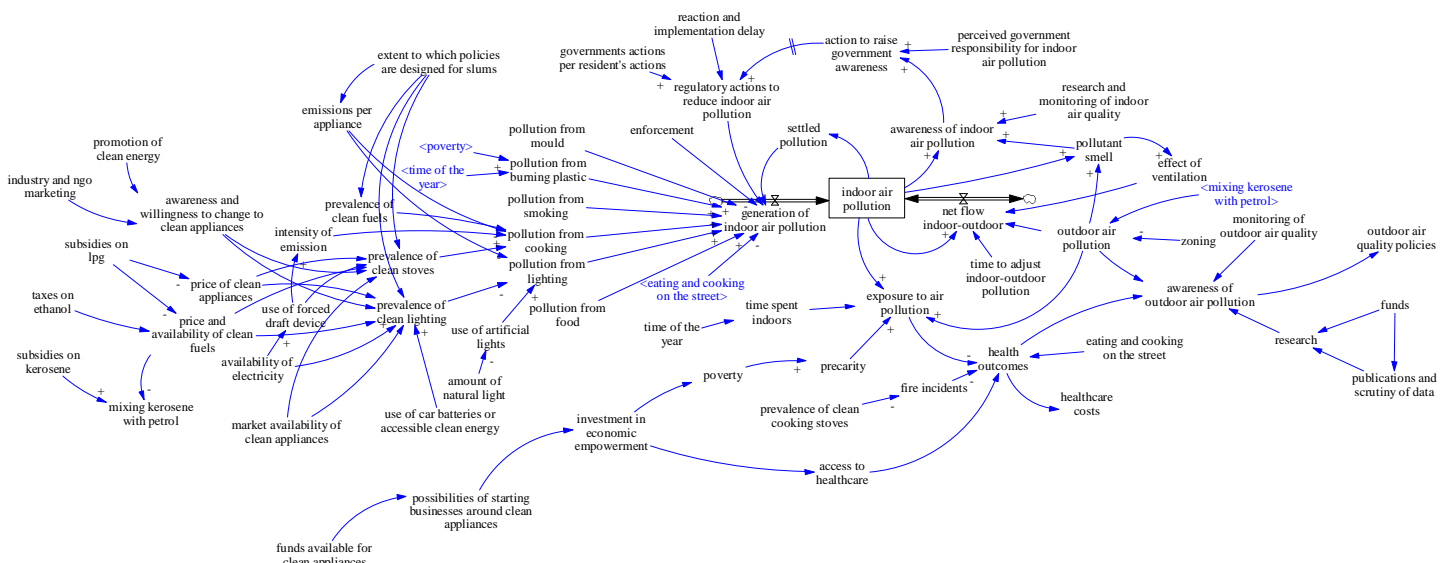 reaction and
implementation delay
governments actions
per resident's actions
action to raise
government
awareness
perceived government
responsibility for indoor
air pollution
extent to which policies
are designed for slums
regulatory actions to
reduce indoor air
pollution
research and
monitoring of indoor
air quality
emissions per
appliance
pollution from
mould
enforcement
settled
pollution
awareness of indoor
air pollution
pollutant
smell
promotion of
clean energy
<poverty>
<time of the
year>
pollution from
burning plastic
effect of
ventilation
industry and ngo
marketing
awareness and
willingness to change to
clean appliances
prevalence of
clean fuels
pollution from
smoking
indoor air
pollution
<mixing kerosene
with petrol>
generation of
indoor air pollution
net flow
indoor-outdoor
monitoring of
outdoor air quality
intensity of
emission
pollution from
cooking
outdoor air
pollution
zoning
outdoor air
quality policies
subsidies on
lpg
prevalence of
clean stoves
pollution from
lighting
time to adjust
indoor-outdoor
pollution
price of clean
appliances
<eating and cooking
on the street>
awareness of
outdoor air pollution
taxes on
ethanol
use of forced
draft device
prevalence of
clean lighting
pollution from
food
time spent
indoors
exposure to air
pollution
funds
price and
availability of clean
fuels
use of artificial
lights
time of the
year
research
subsidies on
kerosene
availability of
electricity
health
outcomes
eating and cooking
on the street
poverty
precarity
publications and
scrutiny of data
amount of
natural light
fire incidents
mixing kerosene
with petrol
market availability of
clean appliances
use of car batteries or
accessible clean energy
prevalence of clean
cooking stoves
healthcare
costs
investment in
economic
empowerment
access to
healthcare
possibilities of starting
businesses around clean
appliances
funds available for
clean appliances